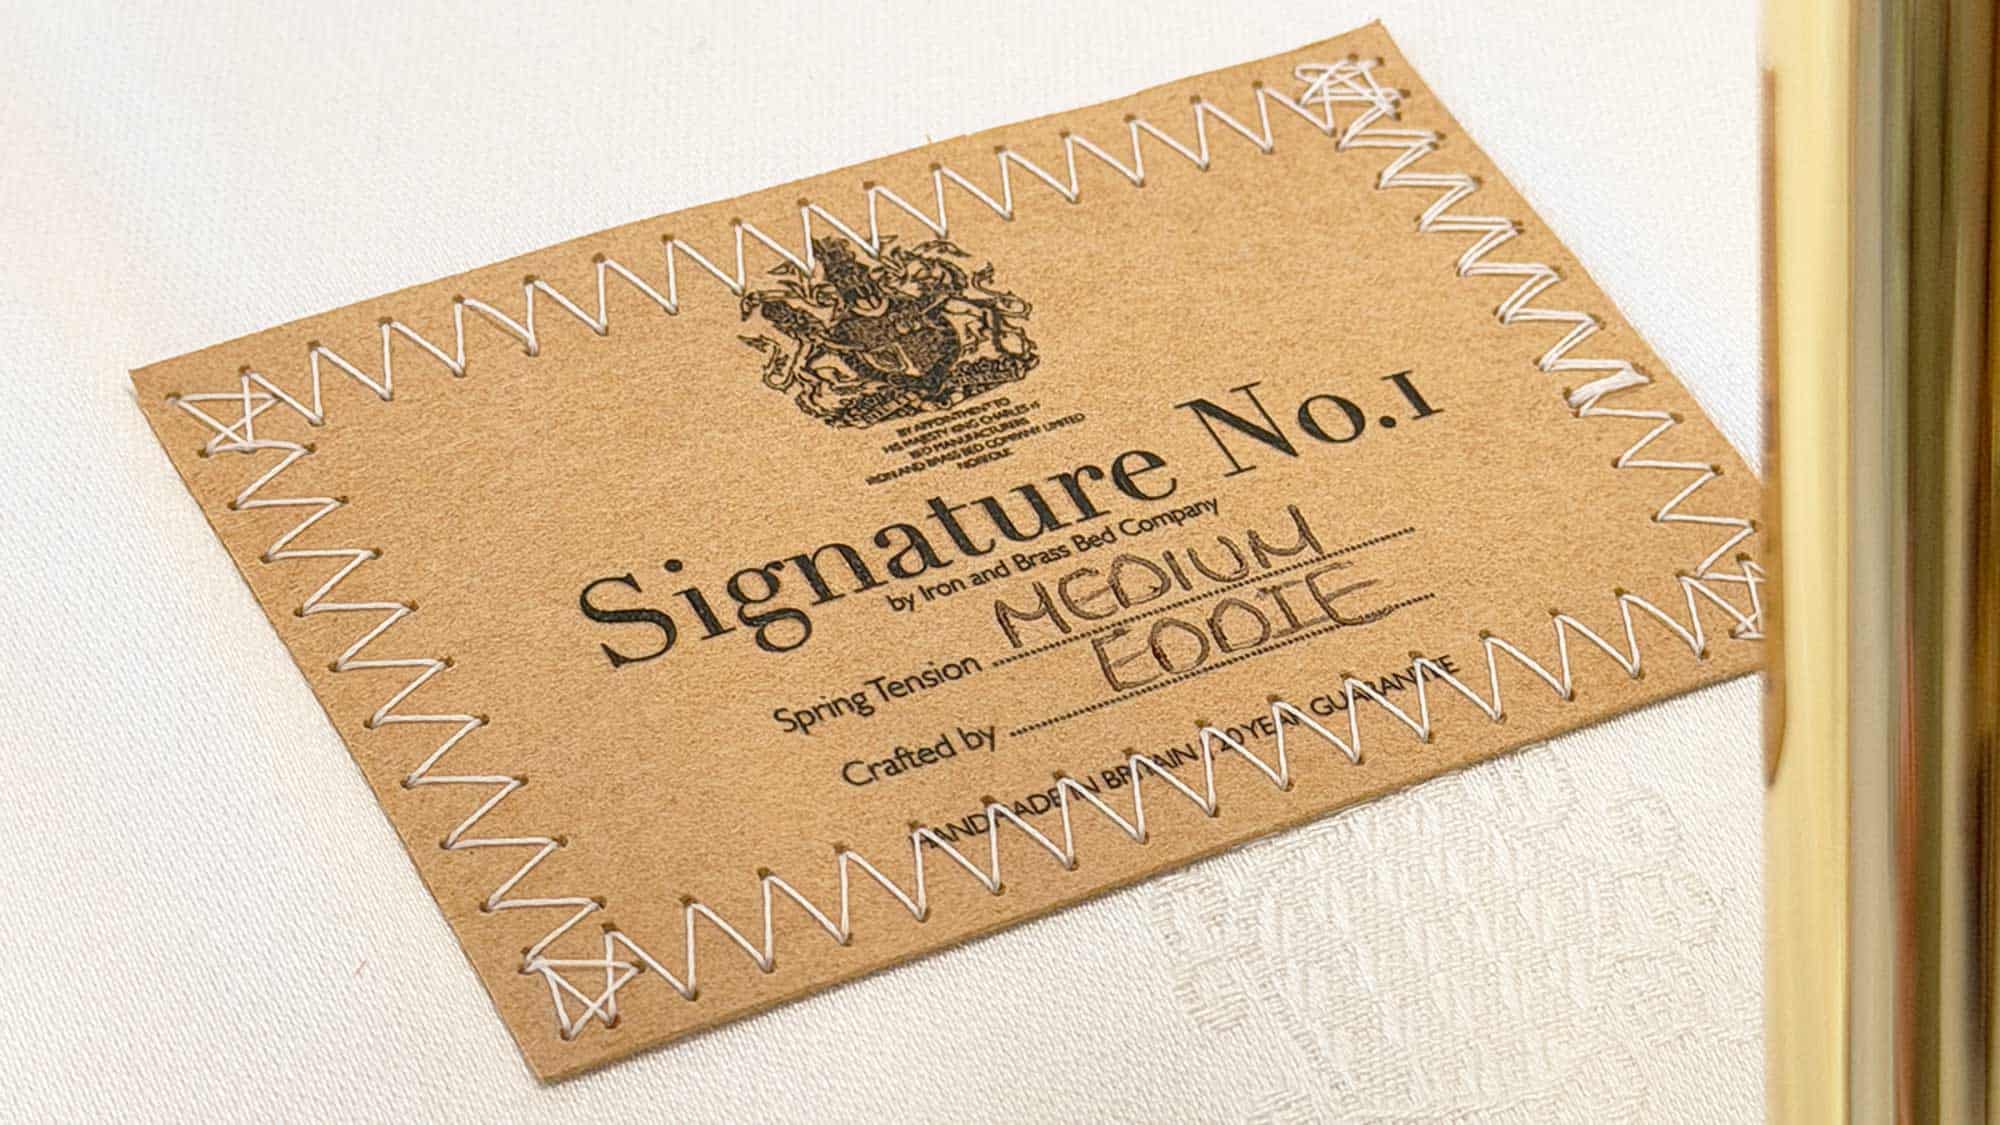 BY APPOINTMENT TO
HIS MAJESTY KING CHARLES III
BED MANUFACTURERS
IRON AND BRASS BED COMPANY LIMITED
NORFOLK
Signature No.1
by Iron and Brass Bed Company
Spring Tension MEDIUM
Crafted by EDDIE
HANDMADE IN BRITAIN 20 YEAR GUARANTEE